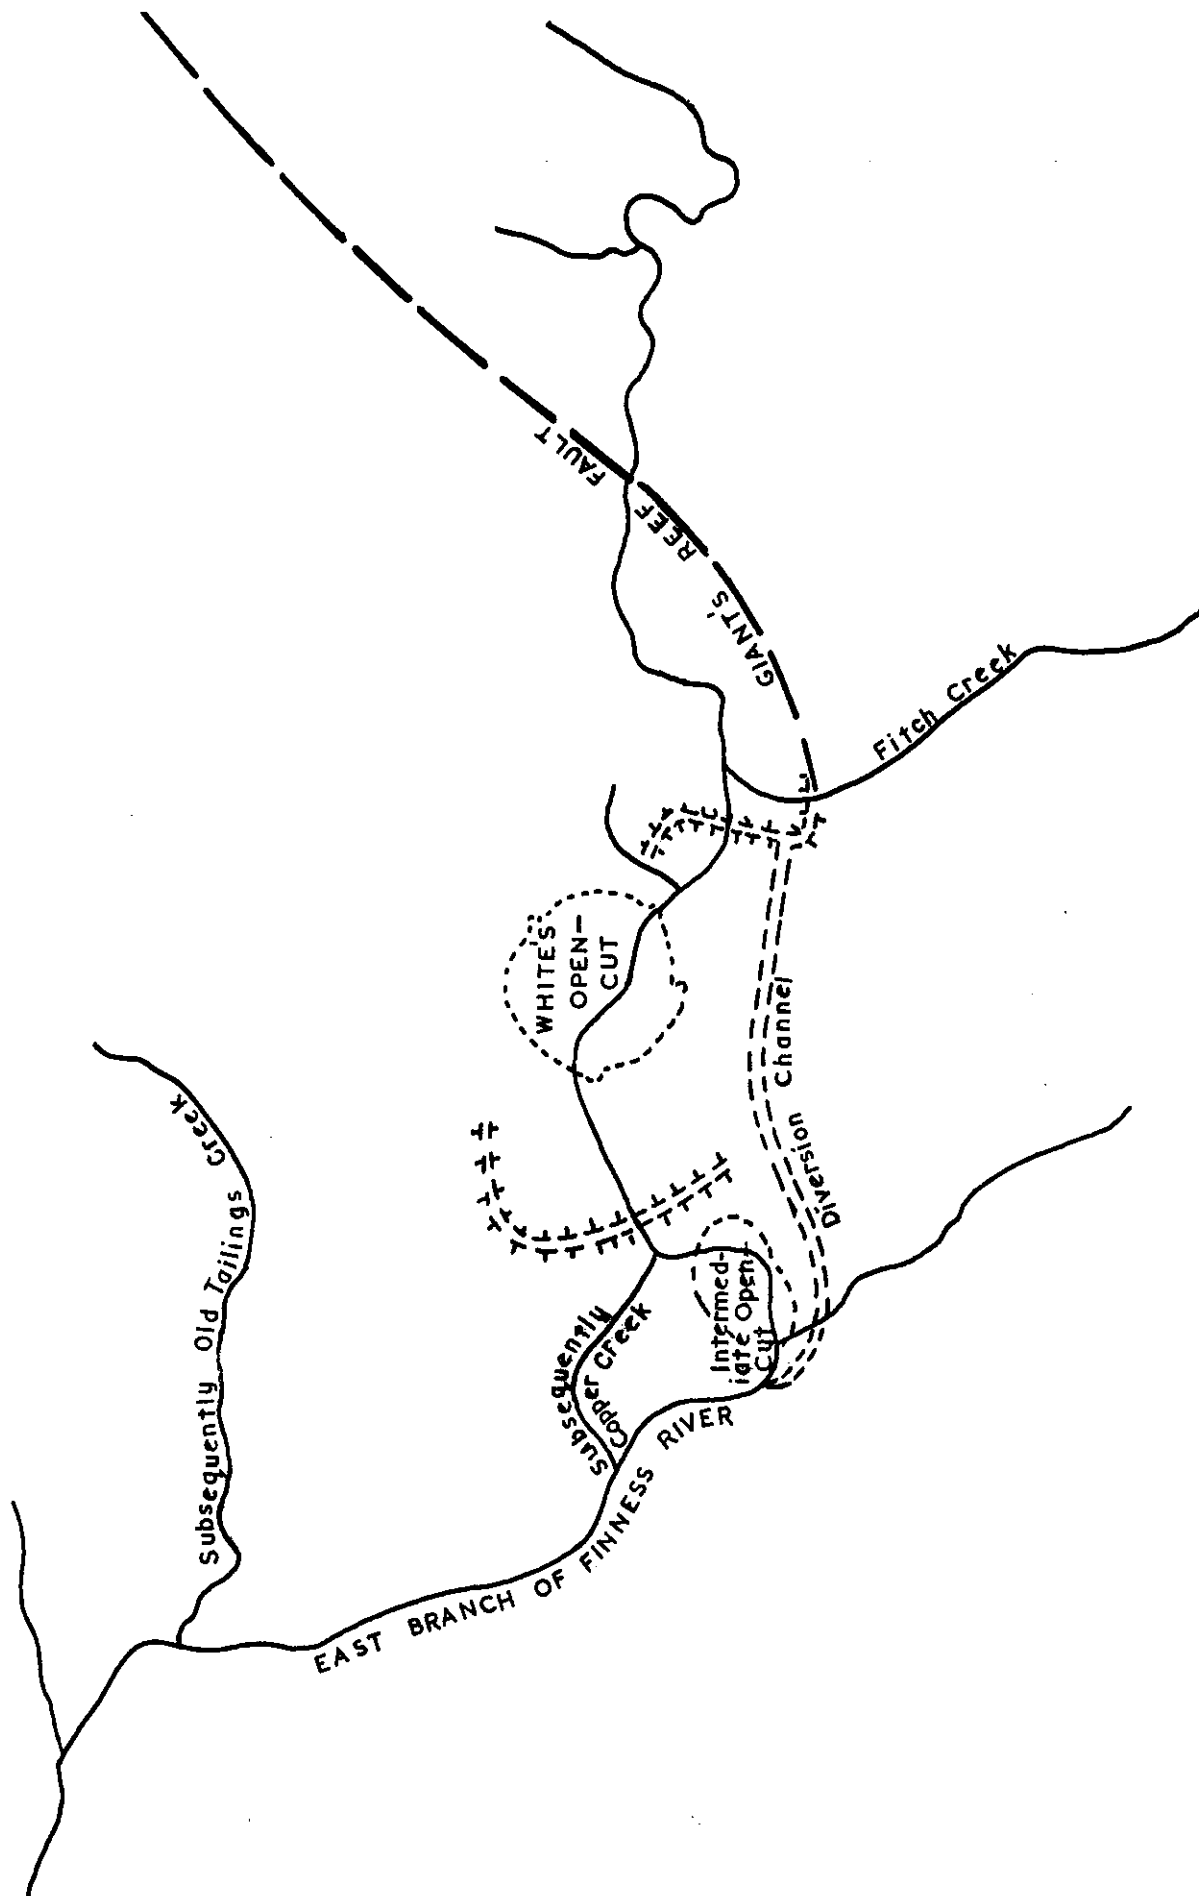 GIANT'S REEF FAULT
Fitch Creek
WHITE'S
OPEN-
CUT
Diversion Channel
Intermed-
iate Open
Cut
Subsequently
Copper Creek
Subsequently Old Tailings Creek
EAST BRANCH OF FINNESS RIVER